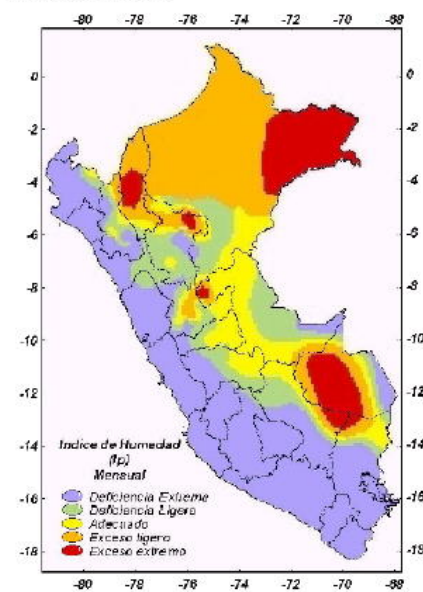 -80 -78 -76 -74 -72 -70 -68
0 0
-2 -2
-4 -4
-6 -6
-8 -8
-10 -10
-12 -12
-14 -14
-16 -16
-18 -18
Indice de Humedad
(Ip)
Mensual
Deficiencia Extrema
Deficiencia Ligera
Adecuado
Exceso ligero
Exceso extremo
-80 -78 -76 -74 -72 -70 -68